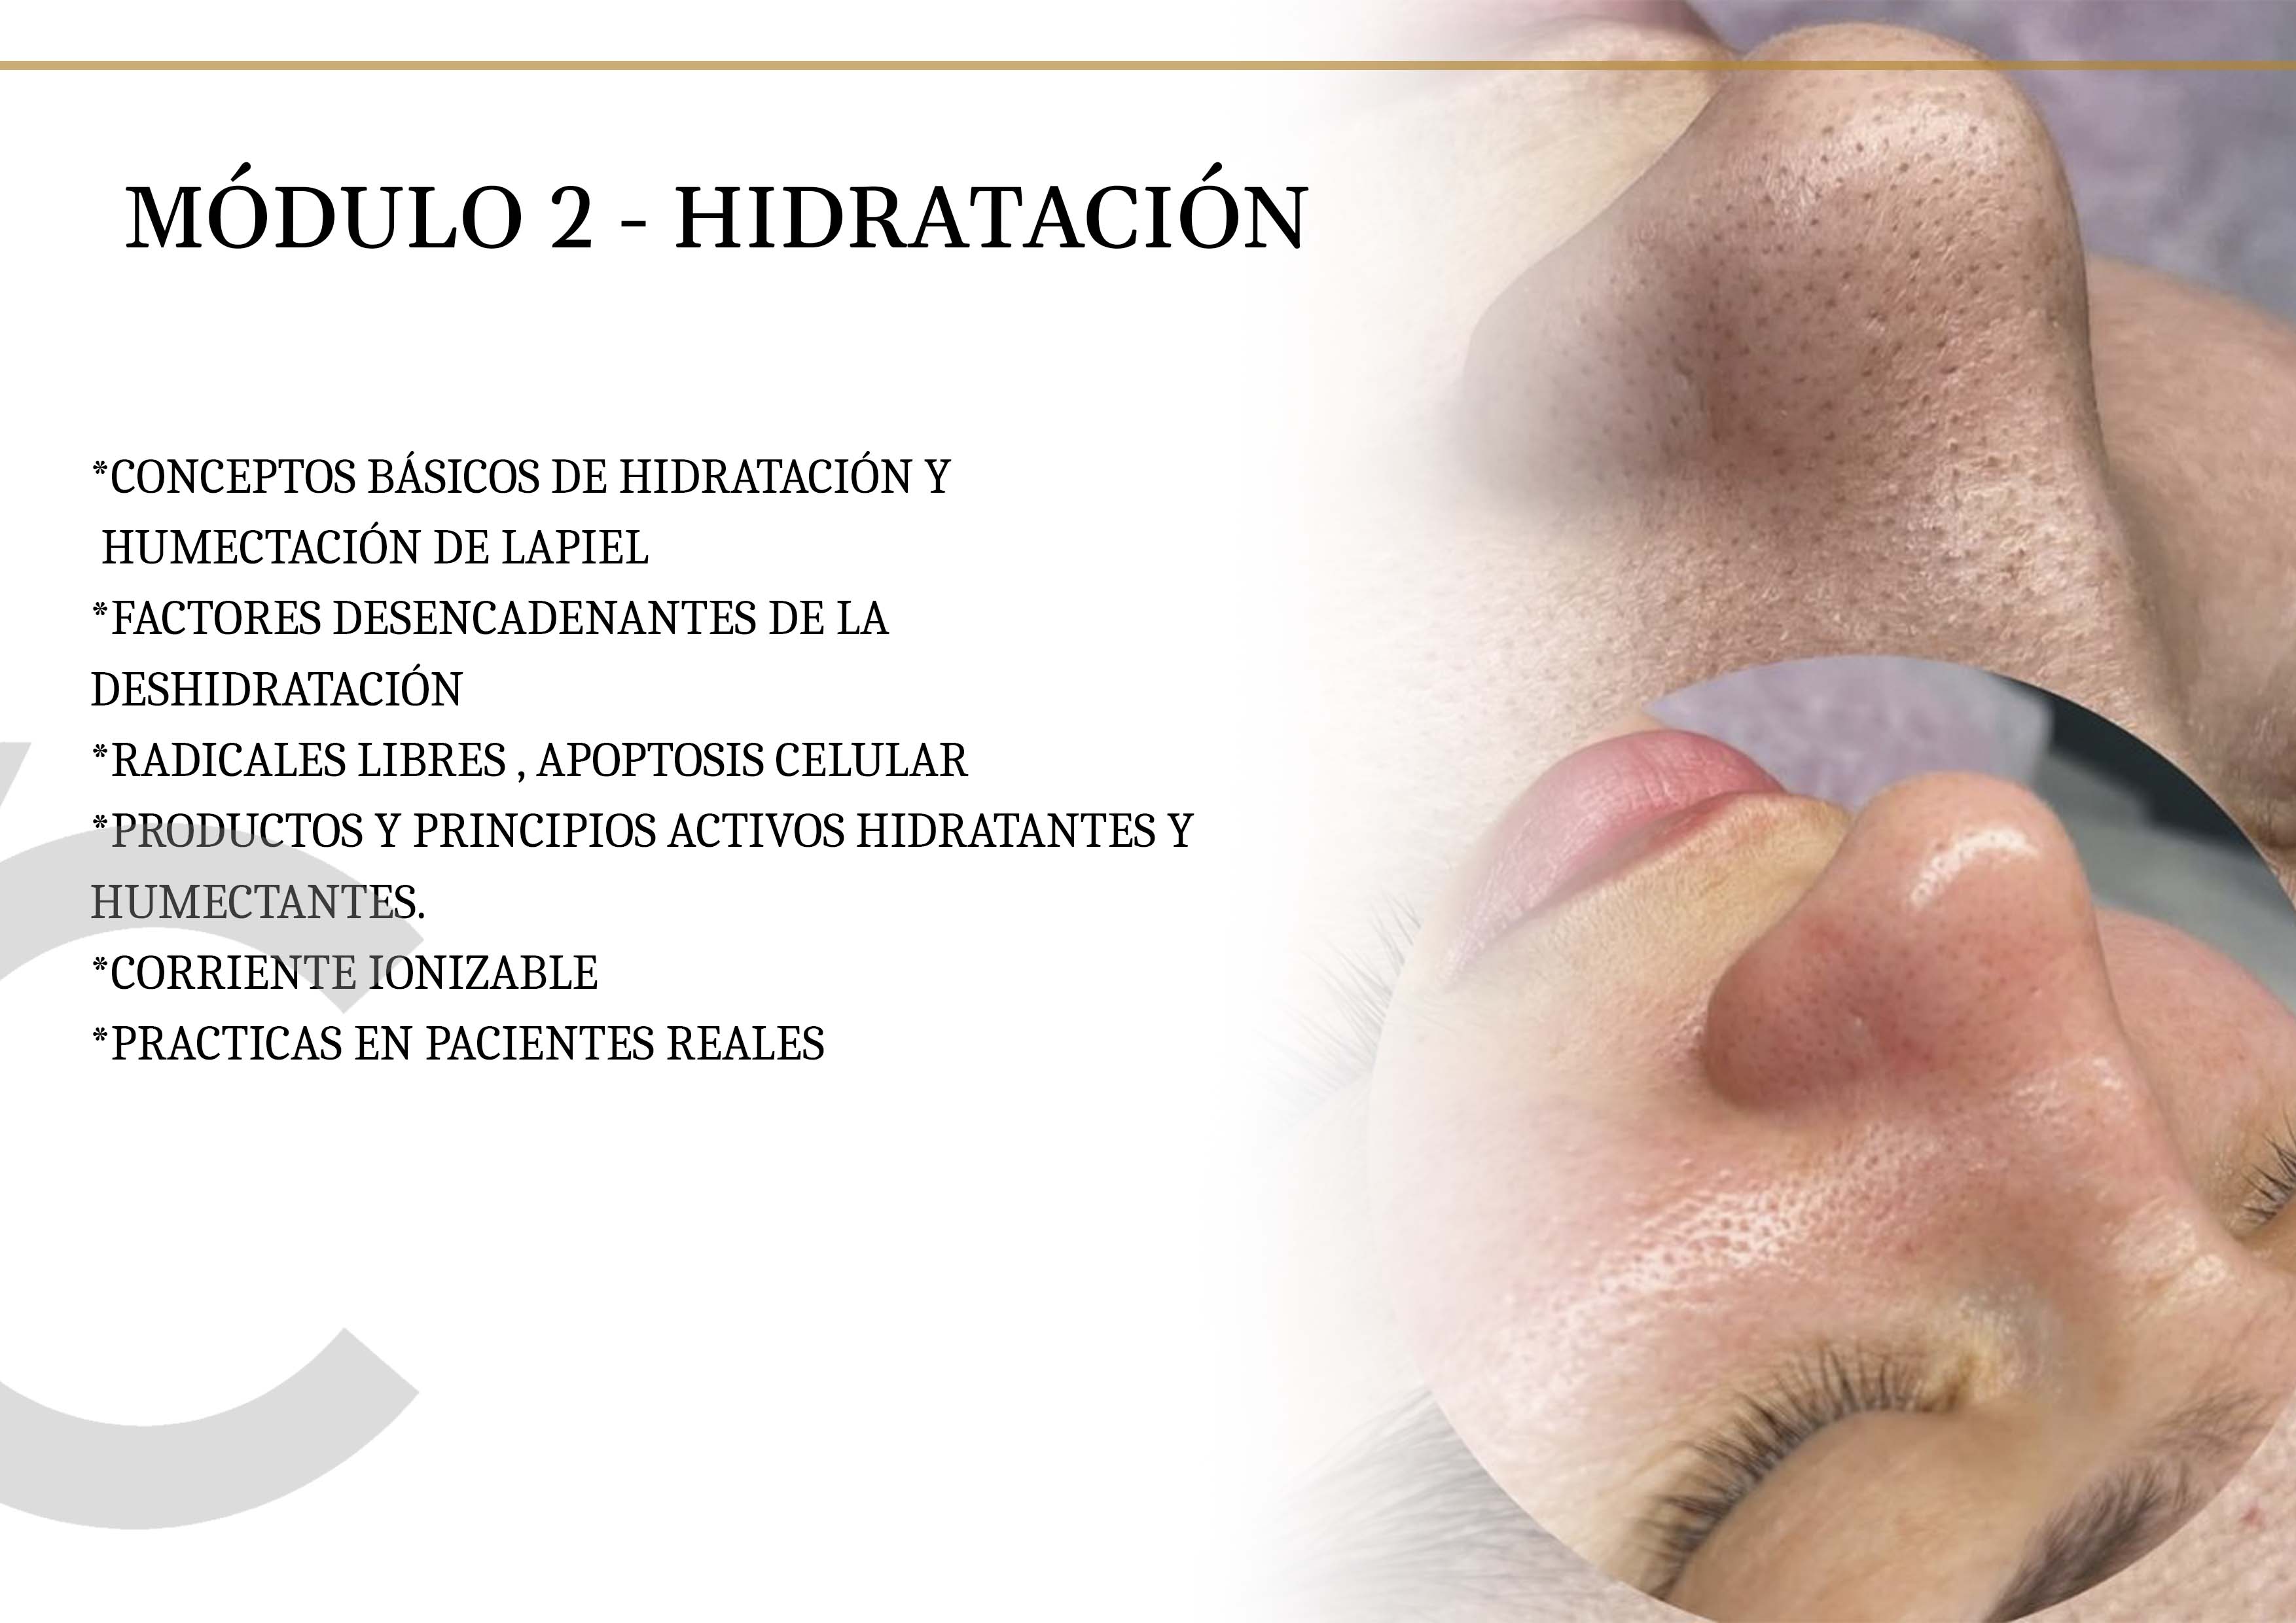 MÓDULO 2 - HIDRATACIÓN
*CONCEPTOS BÁSICOS DE HIDRATACIÓN Y
HUMECTACIÓN DE LAPIEL
*FACTORES DESENCADENANTES DE LA
DESHIDRATACIÓN
*RADICALES LIBRES , APOPTOSIS CELULAR
*PRODUCTOS Y PRINCIPIOS ACTIVOS HIDRATANTES Y
HUMECTANTES.
*CORRIENTE IONIZABLE
*PRACTICAS EN PACIENTES REALES